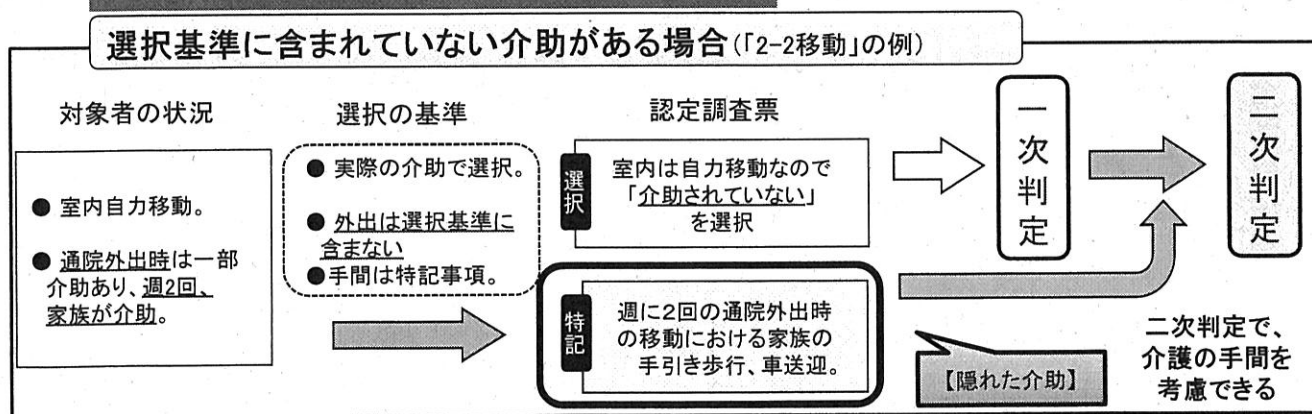 選択基準に含まれていない介助がある場合(「2-2移動」の例)
対象者の状況
● 室内自力移動。
● 通院外出時は一部
介助あり、週2回、
家族が介助。
選択の基準
● 実際の介助で選択。
● 外出は選択基準に
含まない
●手間は特記事項。
認定調査票
選択
室内は自力移動なので
「介助されていない」
を選択
特記
週に2回の通院外出時
の移動における家族の
手引き歩行、車送迎。
一次判定
二次判定
【隠れた介助】
二次判定で、
介護の手間を
考慮できる